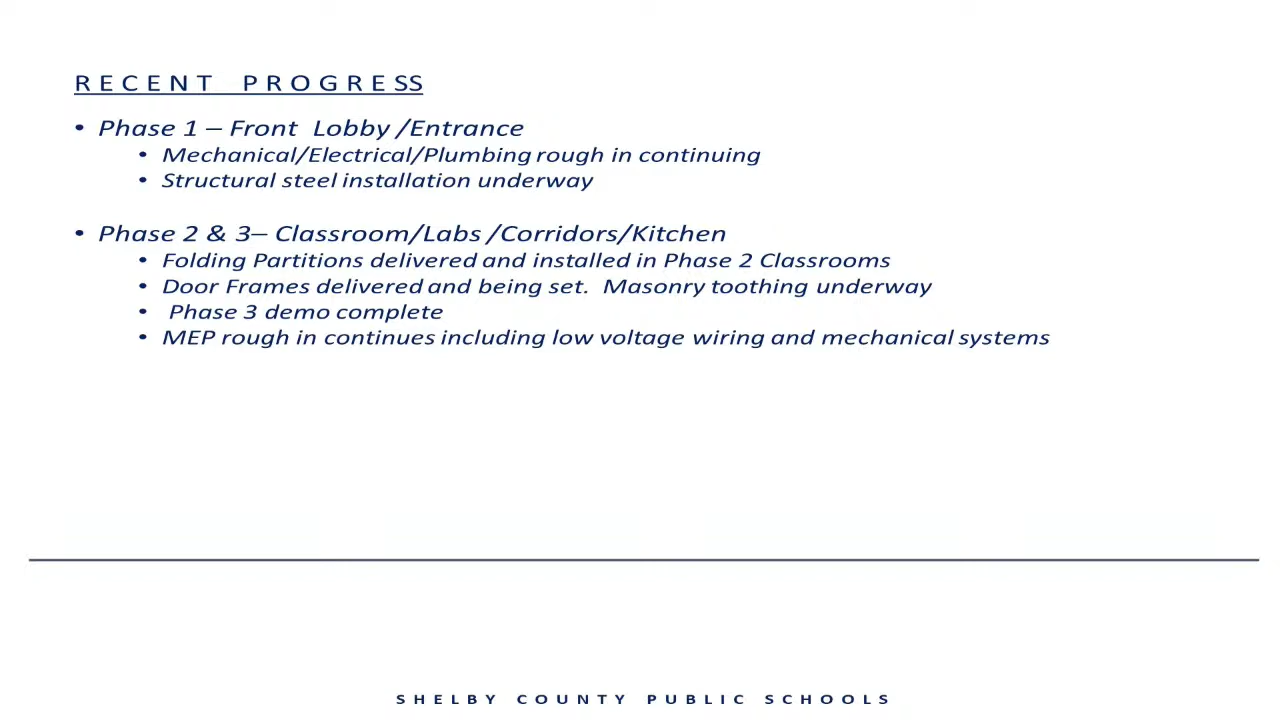 RECENT PROGRESS
• Phase 1 – Front Lobby /Entrance
• Mechanical/Electrical/Plumbing rough in continuing
• Structural steel installation underway
• Phase 2 & 3– Classroom/Labs /Corridors/Kitchen
• Folding Partitions delivered and installed in Phase 2 Classrooms
• Door Frames delivered and being set. Masonry toothing underway
• Phase 3 demo complete
• MEP rough in continues including low voltage wiring and mechanical systems
SHELBY COUNTY PUBLIC SCHOOLS